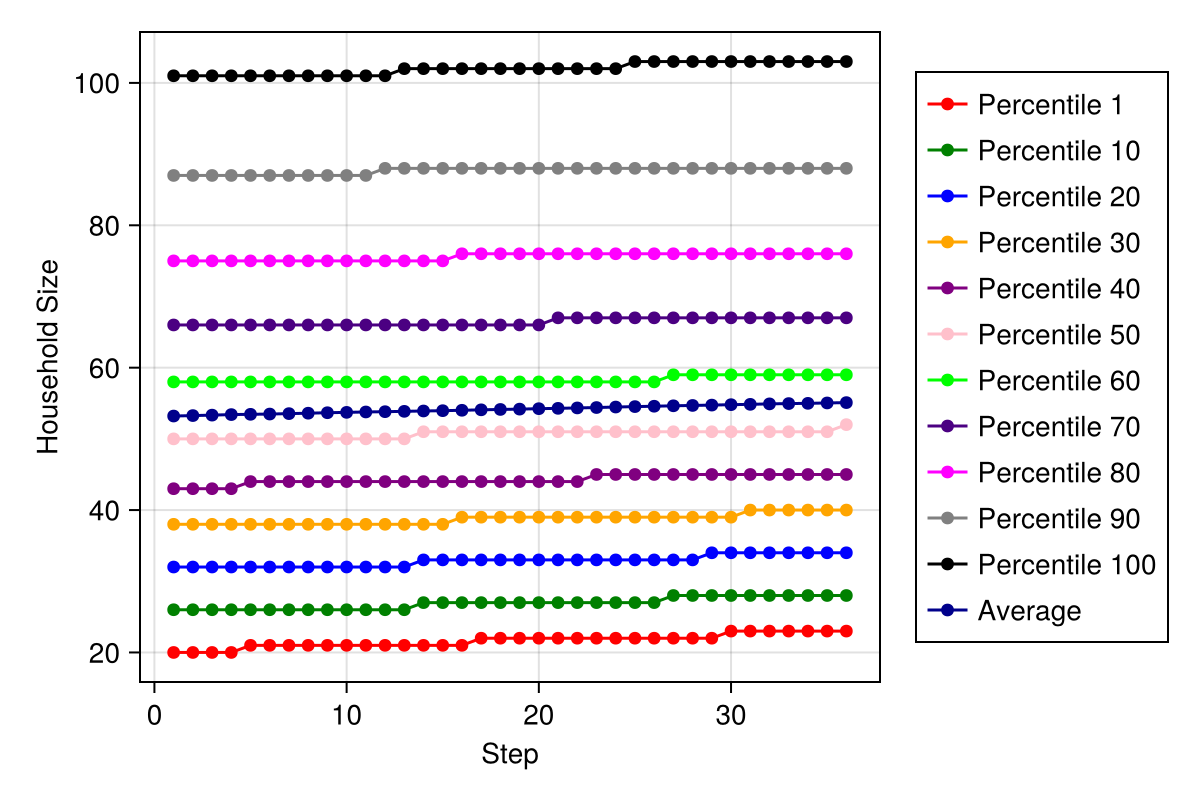 100
80
60
40
20
Household Size
0 10 20 30
Step
Percentile 1
Percentile 10
Percentile 20
Percentile 30
Percentile 40
Percentile 50
Percentile 60
Percentile 70
Percentile 80
Percentile 90
Percentile 100
Average